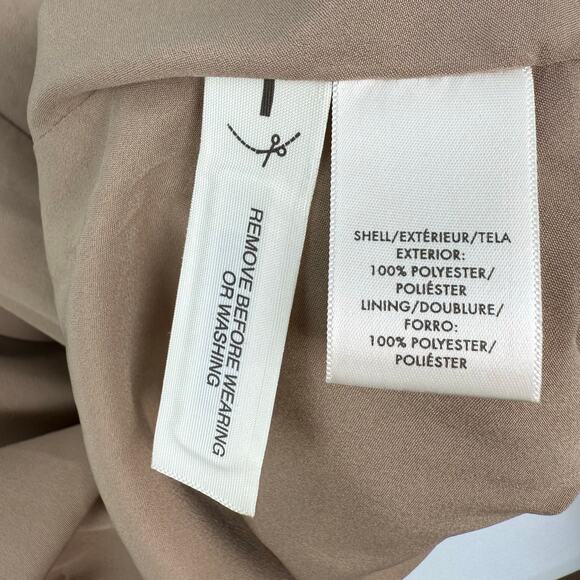 REMOVE BEFORE WEARING
OR WASHING
SHELL/EXTÉRIEUR/TELA
EXTERIOR:
100% POLYESTER/
POLIÉSTER
LINING/DOUBLURE/
FORRO:
100% POLYESTER/
POLIÉSTER